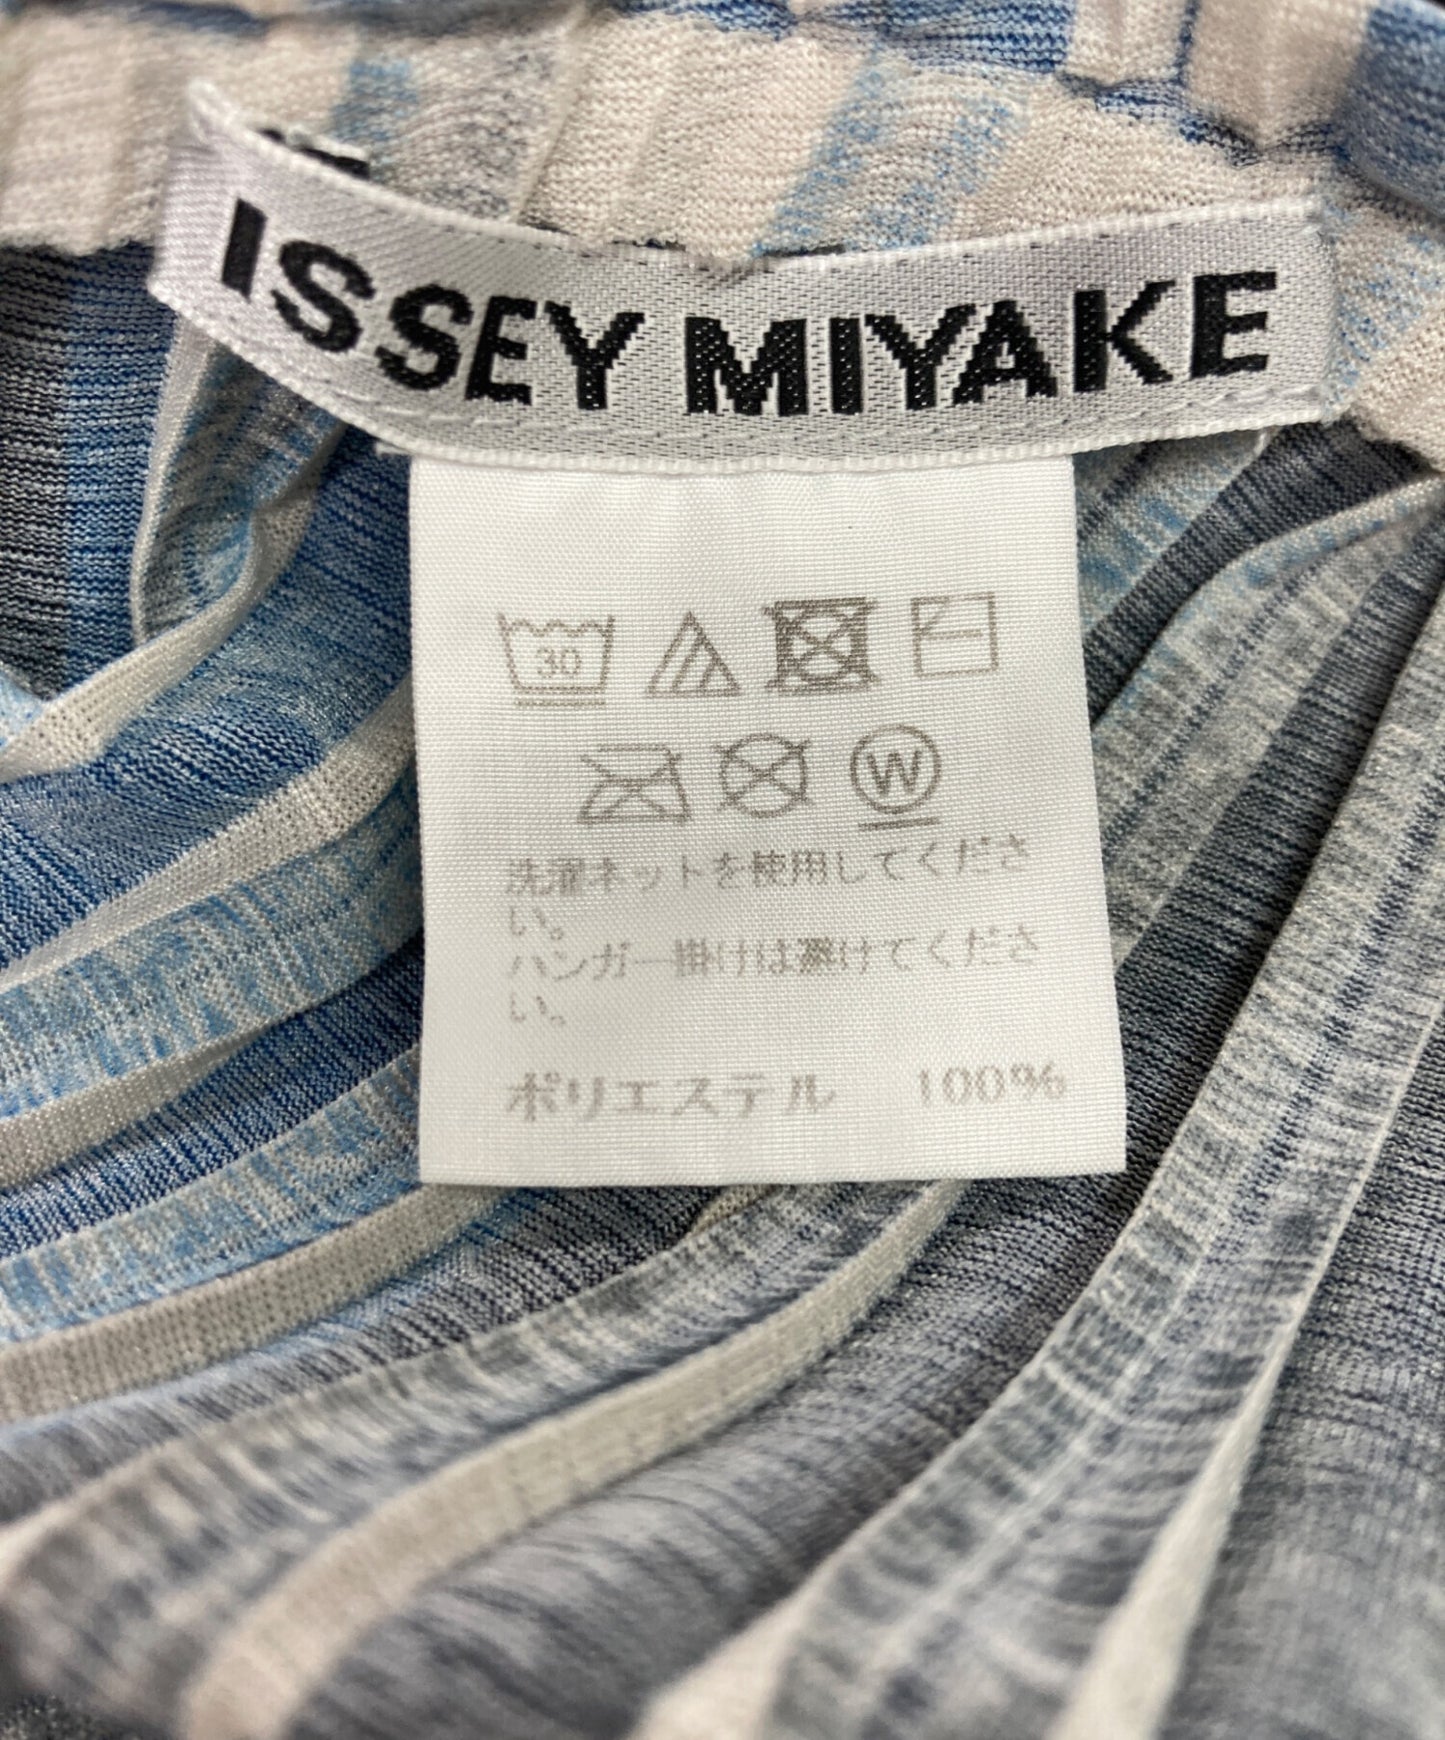 ISSEY MIYAKE
30
W
洗濯ネットを使用してくださ
い。
ハンガー掛けは避けてくださ
い。
ポリエステル 100%